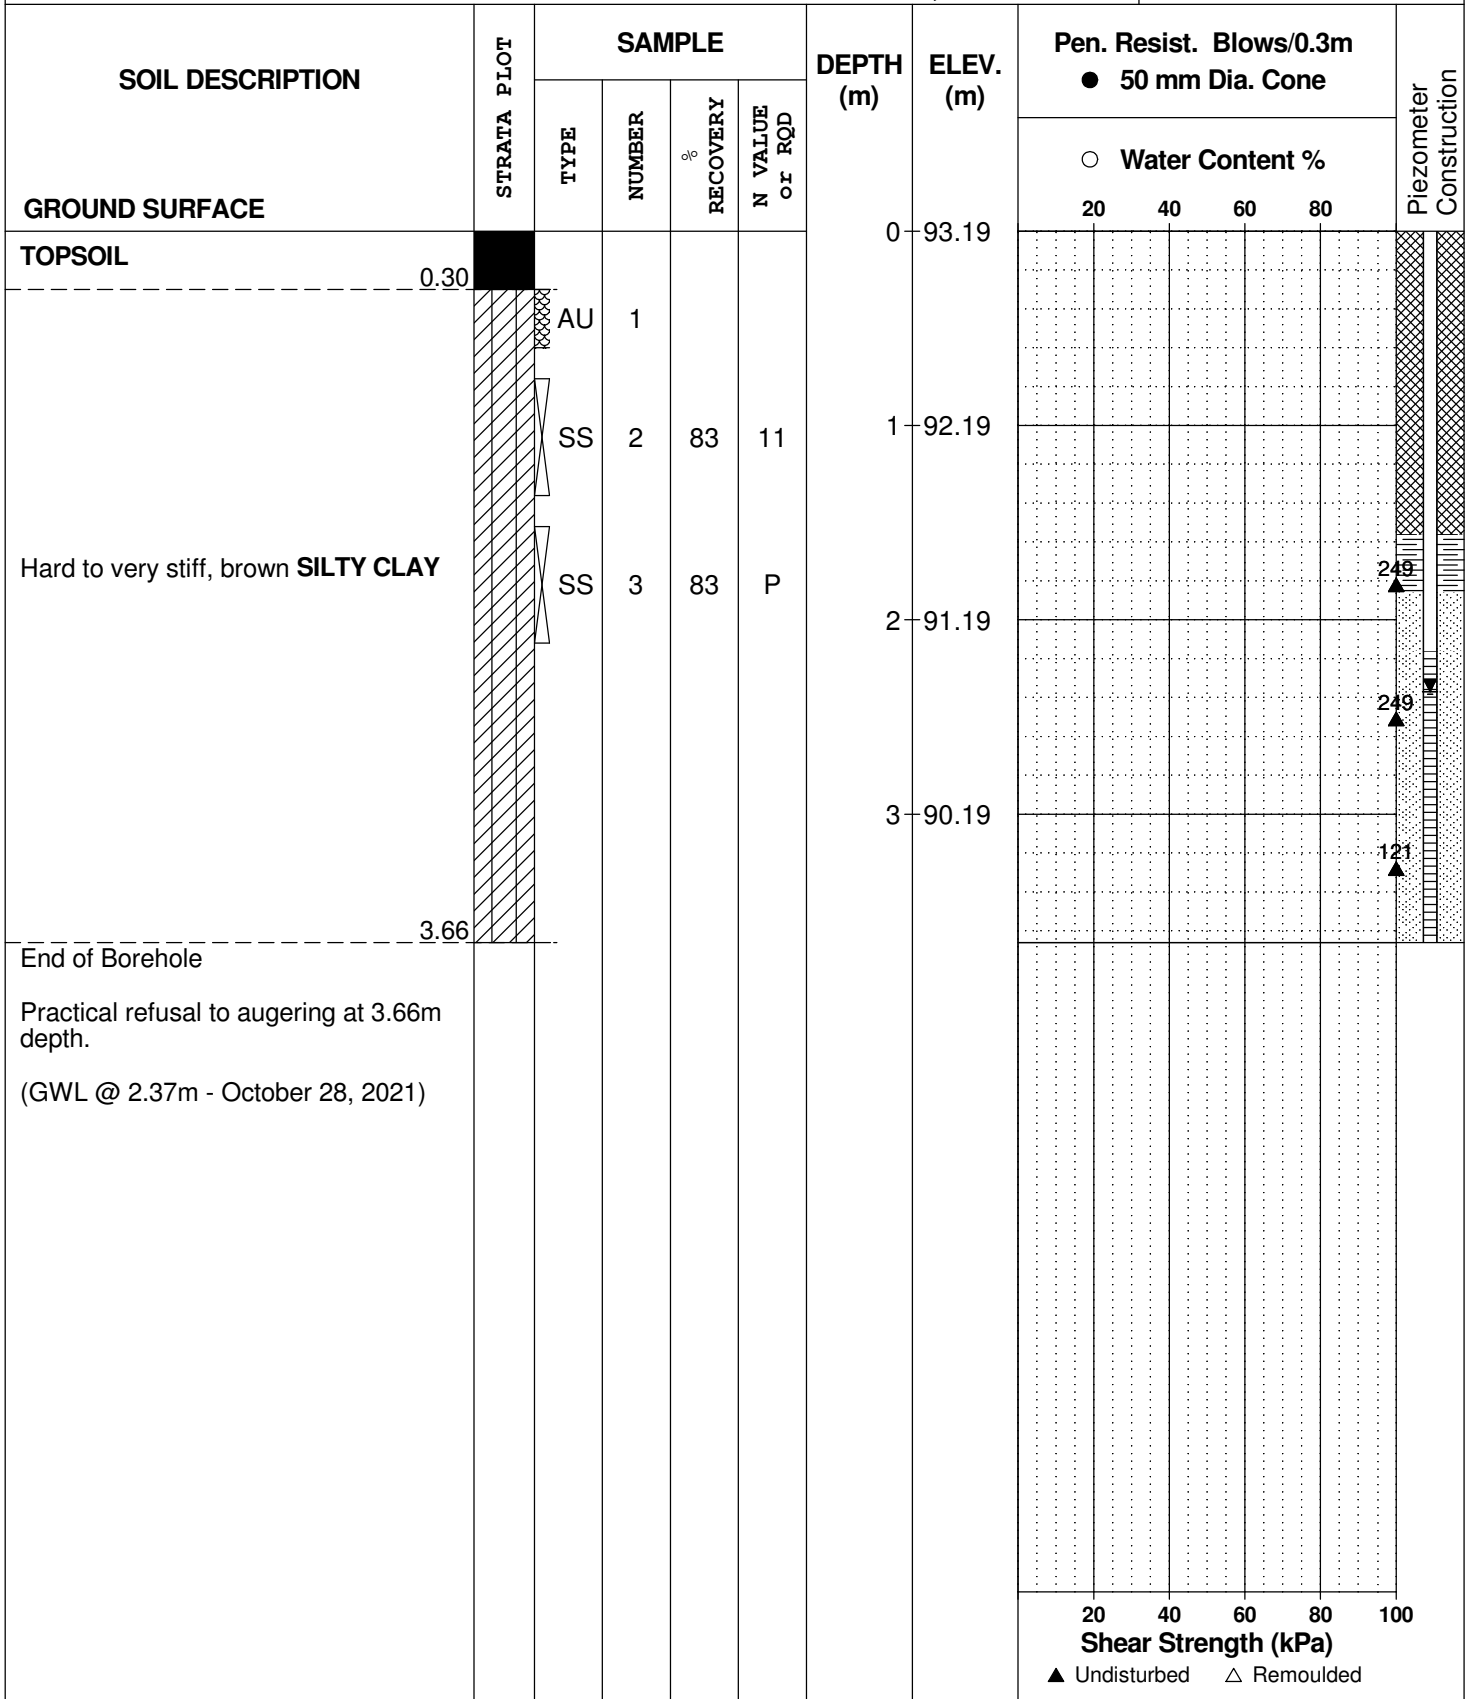 SOIL DESCRIPTION
GROUND SURFACE
STRATA PLOT
SAMPLE
TYPE
NUMBER
%
RECOVERY
N VALUE
or RQD
DEPTH
(m)
ELEV.
(m)
Pen. Resist. Blows/0.3m
● 50 mm Dia. Cone
○ Water Content %
20 40 60 80
Piezometer
Construction
0 93.19
TOPSOIL
0.30
AU 1
SS 2 83 11
1 92.19
Hard to very stiff, brown SILTY CLAY
SS 3 83 P
249
2 91.19
249
3 90.19
121
3.66
End of Borehole
Practical refusal to augering at 3.66m
depth.
(GWL @ 2.37m - October 28, 2021)
20 40 60 80 100
Shear Strength (kPa)
▲ Undisturbed △ Remoulded